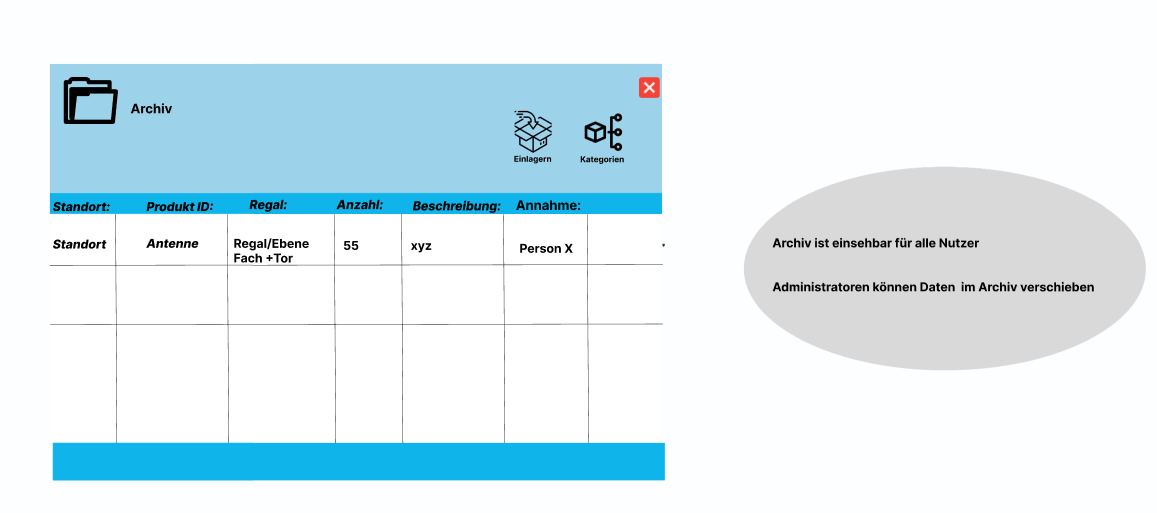 Archiv
Einlagern
Kategorien
Standort: Produkt ID: Regal: Anzahl: Beschreibung: Annahme:
Standort Antenne Regal/Ebene 55 xyz Person X
Fach +Tor
Archiv ist einsehbar für alle Nutzer
Administratoren können Daten im Archiv verschieben